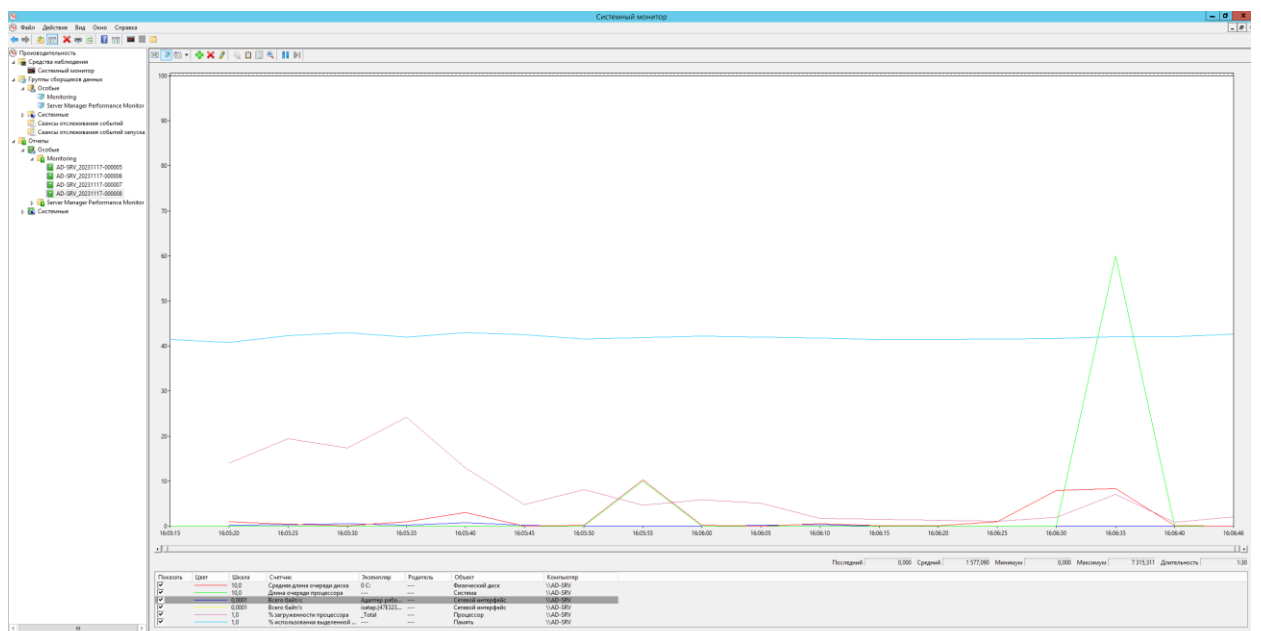 Системный монитор
Файл Действие Вид Окно Справка
Производительность
Средства наблюдения
Системный монитор
Группы сборщиков данных
Особые
Monitoring
Server Manager Performance Monitor
Системные
Сеансы отслеживания событий
Сеансы отслеживания событий запуска
Отчеты
Особые
Monitoring
AD-SRV_20231117-000005
AD-SRV_20231117-000006
AD-SRV_20231117-000007
AD-SRV_20231117-000008
Server Manager Performance Monitor
Системные
100
90
80
70
60
50
40
30
20
10
0
16:05:15 16:05:20 16:05:25 16:05:30 16:05:35 16:05:40 16:05:45 16:05:50 16:05:55 16:06:00 16:06:05 16:06:10 16:06:15 16:06:20 16:06:25 16:06:30 16:06:35 16:06:40 16:06:46
Последний 0,000 Средний 1 577,090 Минимум 0,000 Максимум 7 315,311 Длительность 1:00
Показать Цвет Шкала Счетчик Экземпляр Родитель Объект Компьютер
10,0 Средняя длина очереди диска 0 C: --- Физический диск \\AD-SRV
10,0 Длина очереди процессора --- --- Система \\AD-SRV
0,0001 Всего байт/с Адаптер рабо... --- Сетевой интерфейс \\AD-SRV
0,0001 Всего байт/с --- Сетевой интерфейс \\AD-SRV
1,0 % загруженности процессора _Total --- Процессор \\AD-SRV
1,0 % использования выделенной ... --- --- Память \\AD-SRV